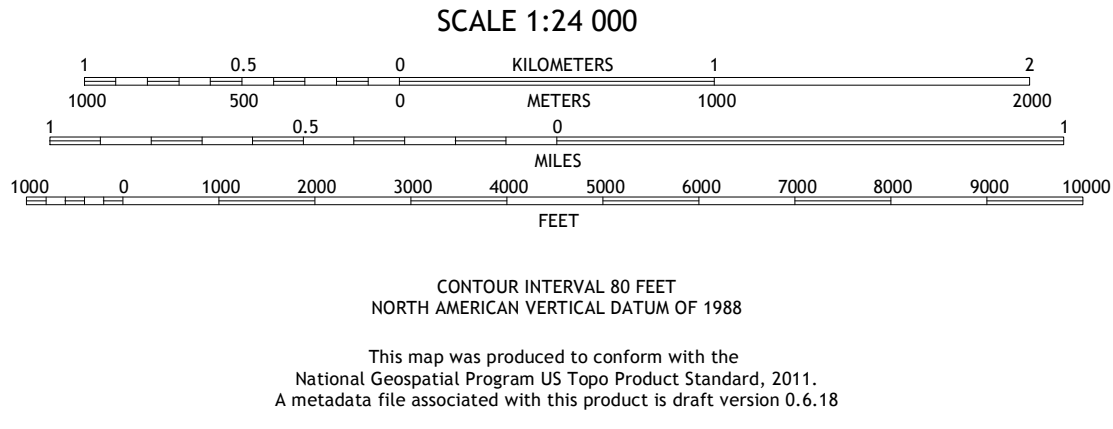 SCALE 1:24 000
1 0.5 0 KILOMETERS 1 2
1000 500 0 METERS 1000 2000
1 0.5 0 1
MILES
1000 0 1000 2000 3000 4000 5000 6000 7000 8000 9000 10000
FEET
CONTOUR INTERVAL 80 FEET
NORTH AMERICAN VERTICAL DATUM OF 1988
This map was produced to conform with the
National Geospatial Program US Topo Product Standard, 2011.
A metadata file associated with this product is draft version 0.6.18